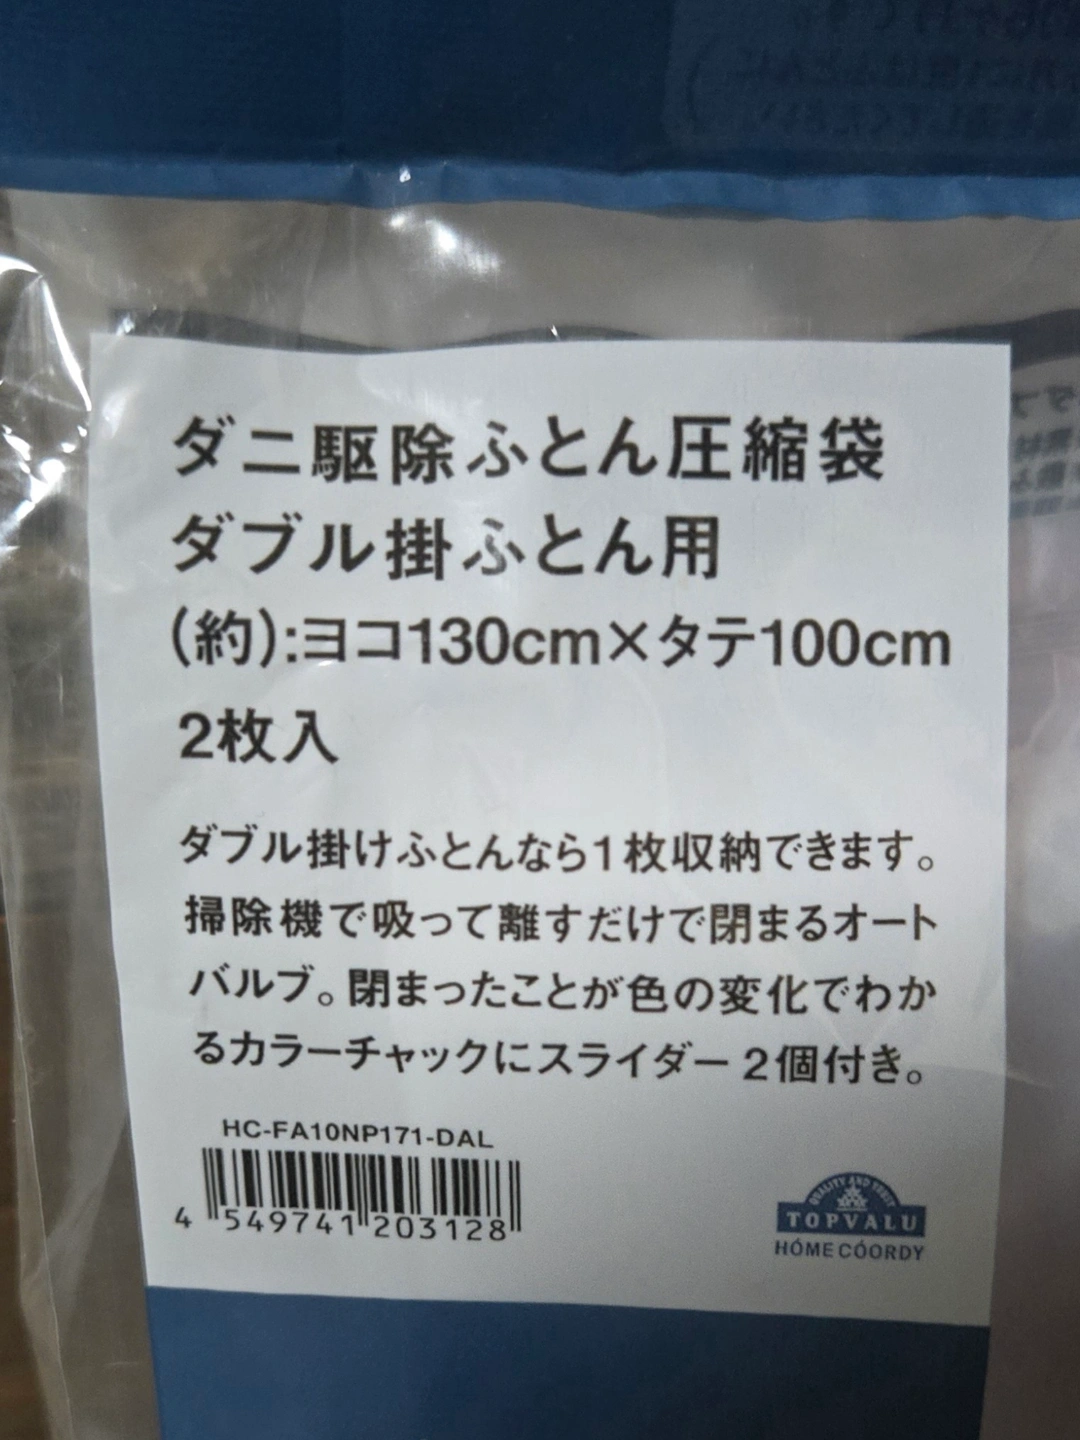 ダニ駆除ふとん圧縮袋
ダブル掛ふとん用
(約):ヨコ130cm×タテ100cm
2枚入
ダブル掛けふとんなら1枚収納できます。
掃除機で吸って離すだけで閉まるオート
バルブ。閉まったことが色の変化でわか
るカラーチャックにスライダー2個付き。
HC-FA10NP171-DAL
4 549741 203128
QUALITY AND TRUST
TOPVALU
HÓME CÓORDY